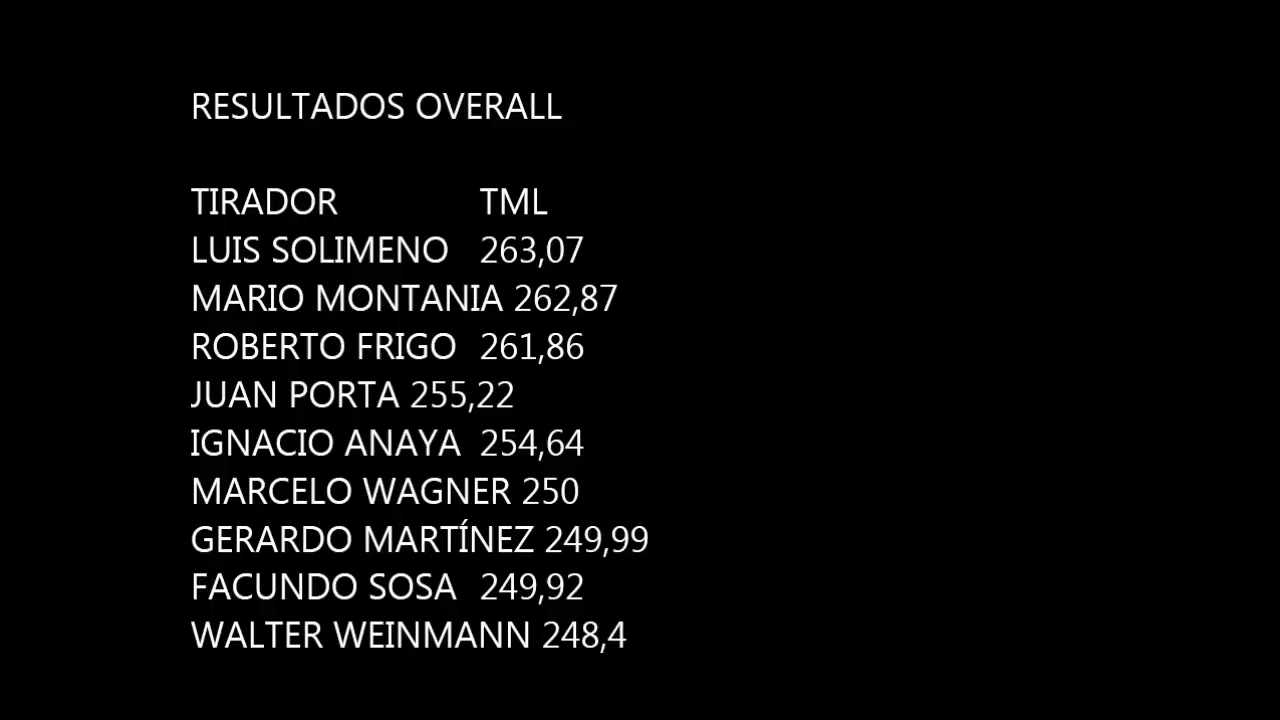 RESULTADOS OVERALL
TIRADOR TML
LUIS SOLIMENO 263,07
MARIO MONTANIA 262,87
ROBERTO FRIGO 261,86
JUAN PORTA 255,22
IGNACIO ANAYA 254,64
MARCELO WAGNER 250
GERARDO MARTÍNEZ 249,99
FACUNDO SOSA 249,92
WALTER WEINMANN 248,4